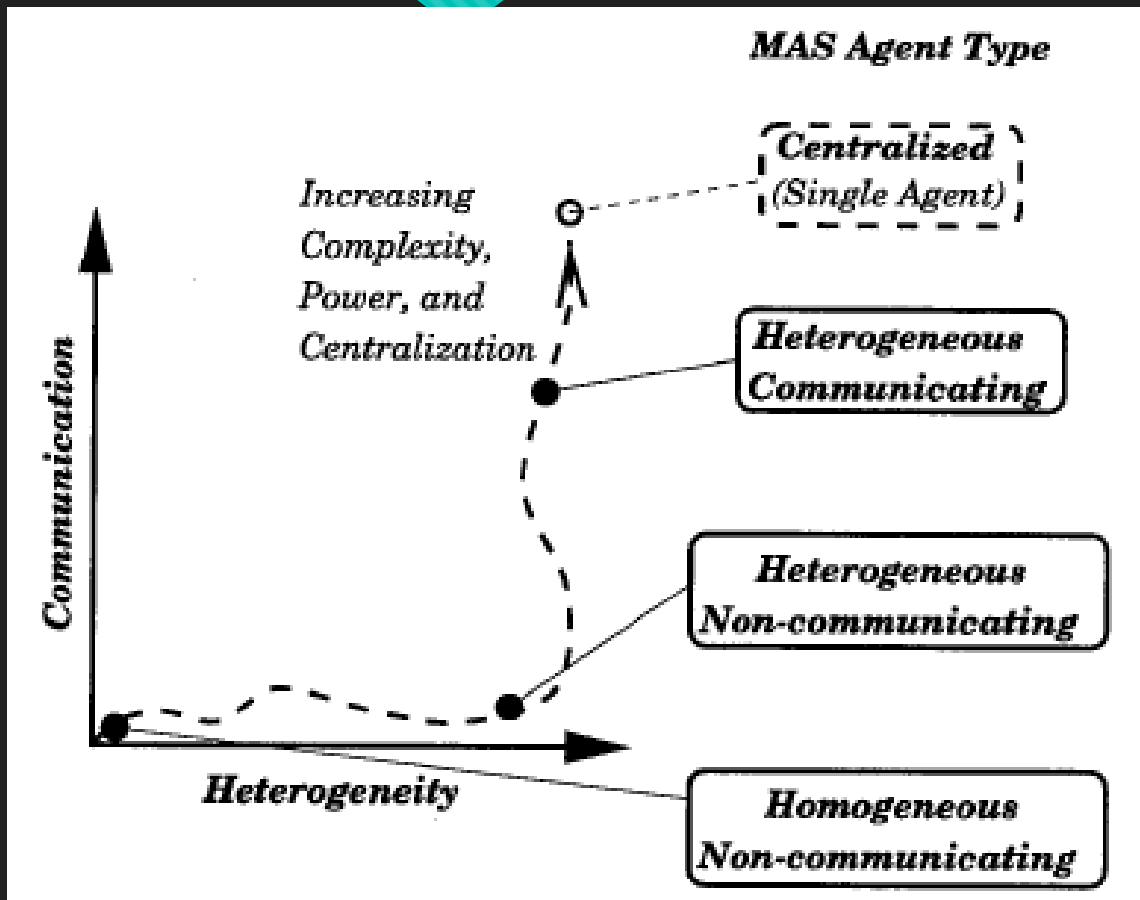 MAS Agent Type
Centralized
(Single Agent)
Increasing
Complexity,
Power, and
Centralization
Heterogeneous
Communicating
Communication
Heterogeneous
Non-communicating
Heterogeneity
Homogeneous
Non-communicating